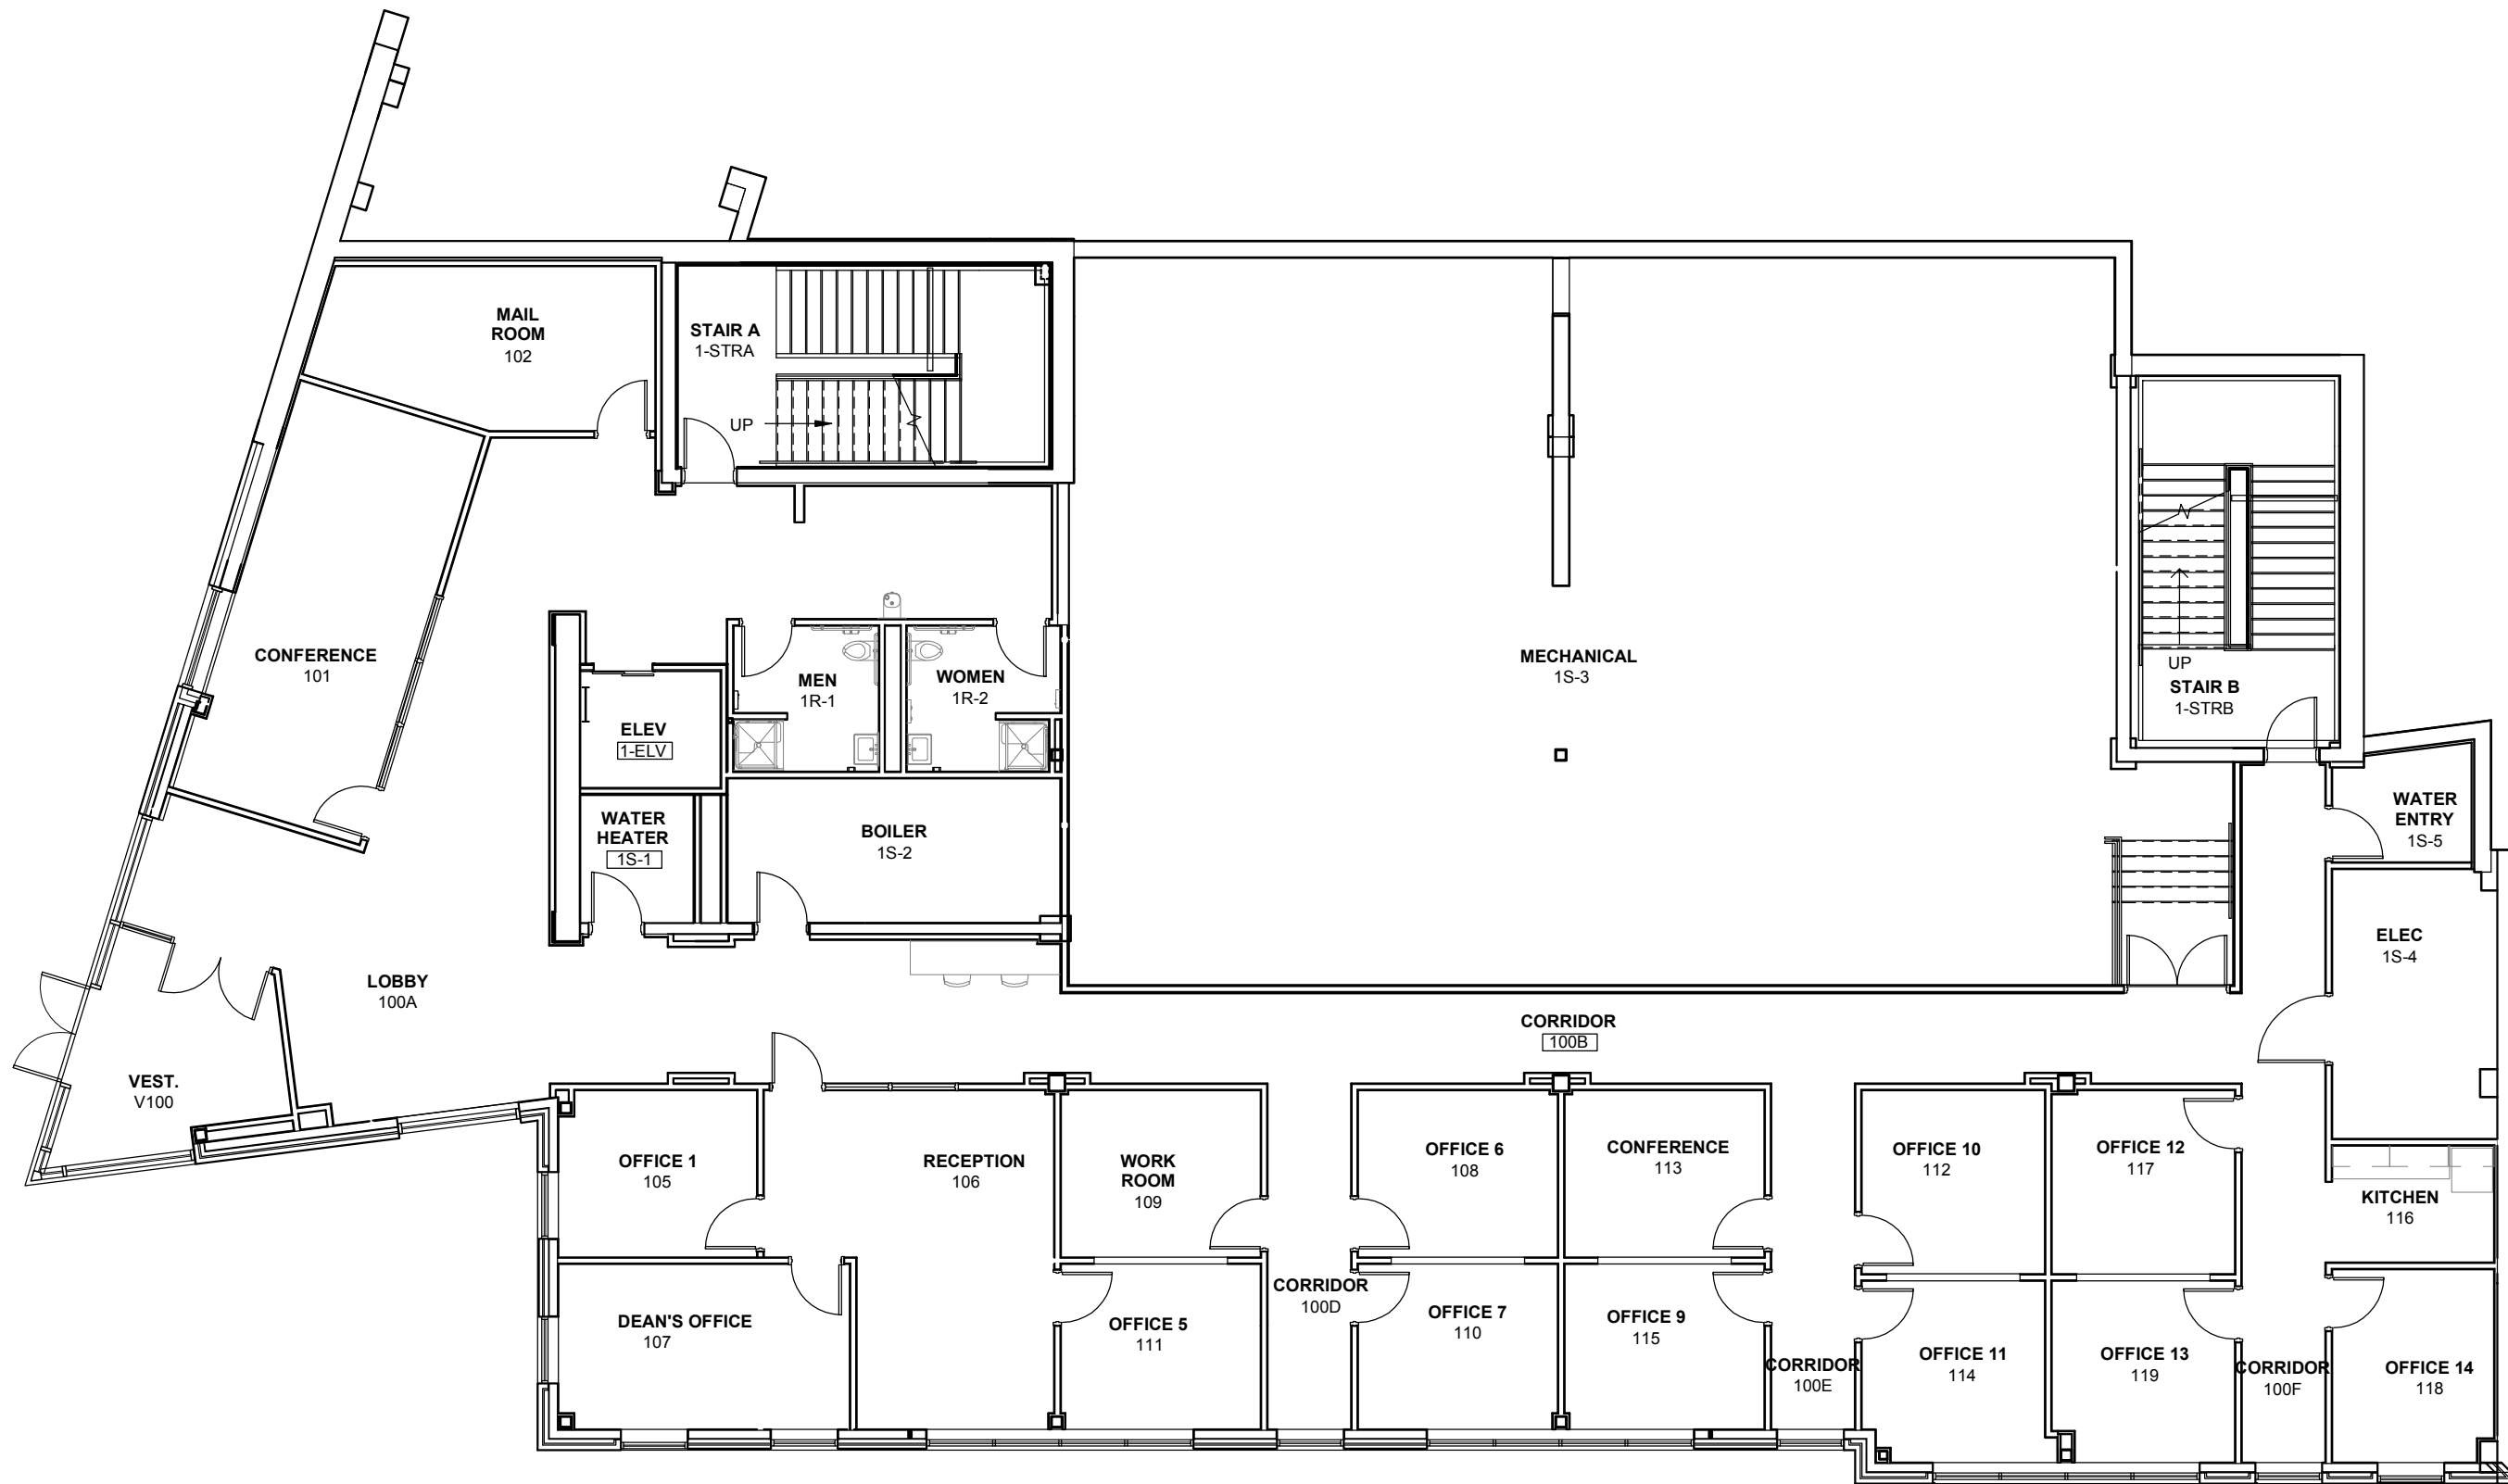 MAIL
ROOM
102
STAIR A
1-STRA
UP
CONFERENCE
101
MEN
1R-1
WOMEN
1R-2
MECHANICAL
1S-3
UP
STAIR B
1-STRB
ELEV
1-ELV
WATER
HEATER
1S-1
BOILER
1S-2
WATER
ENTRY
1S-5
ELEC
1S-4
LOBBY
100A
CORRIDOR
100B
VEST.
V100
OFFICE 1
105
RECEPTION
106
WORK
ROOM
109
OFFICE 6
108
CONFERENCE
113
OFFICE 10
112
OFFICE 12
117
KITCHEN
116
DEAN'S OFFICE
107
OFFICE 5
111
CORRIDOR
100D
OFFICE 7
110
OFFICE 9
115
CORRIDOR
100E
OFFICE 11
114
OFFICE 13
119
CORRIDOR
100F
OFFICE 14
118